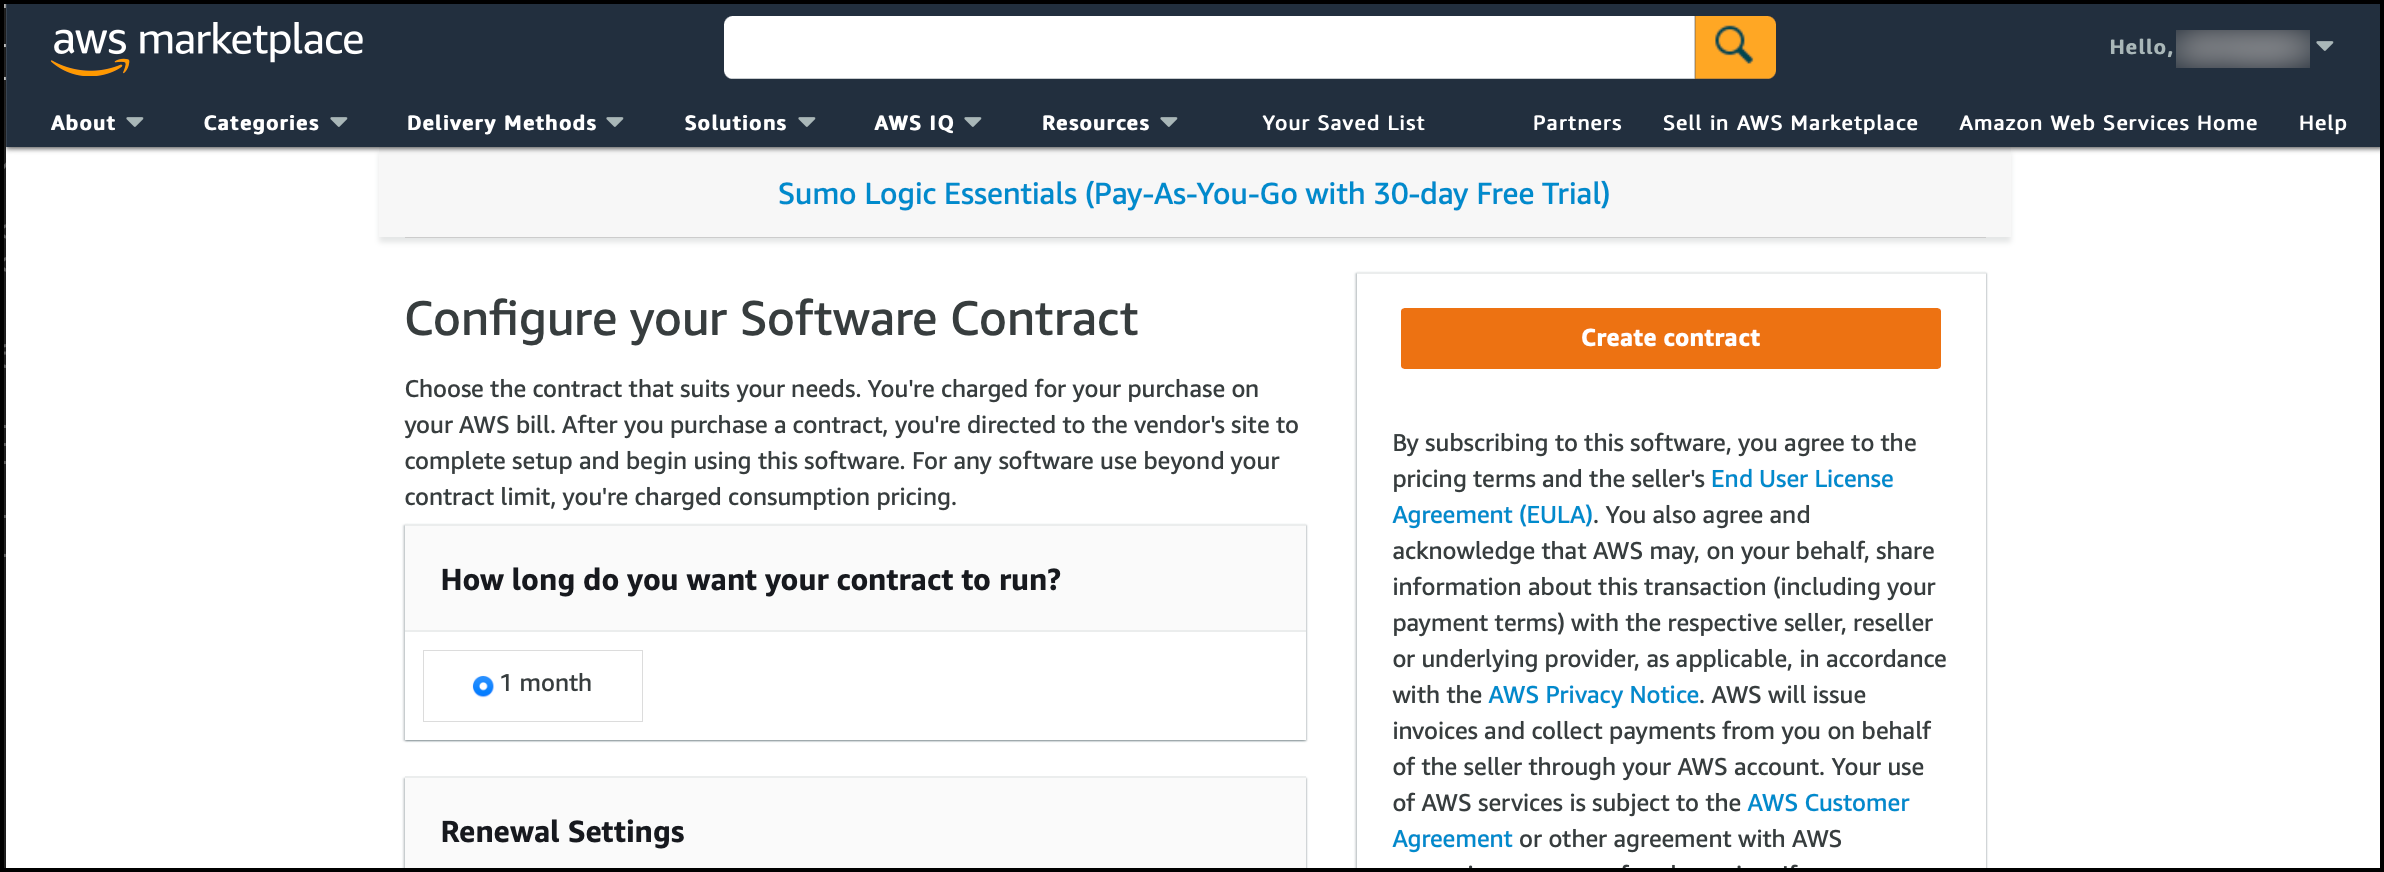 aws marketplace
Hello,
About
Categories
Delivery Methods
Solutions
AWS IQ
Resources
Your Saved List
Partners
Sell in AWS Marketplace
Amazon Web Services Home
Help
Sumo Logic Essentials (Pay-As-You-Go with 30-day Free Trial)
Configure your Software Contract
Choose the contract that suits your needs. You're charged for your purchase on
your AWS bill. After you purchase a contract, you're directed to the vendor's site to
complete setup and begin using this software. For any software use beyond your
contract limit, you're charged consumption pricing.
How long do you want your contract to run?
1 month
Renewal Settings
Create contract
By subscribing to this software, you agree to the
pricing terms and the seller's End User License
Agreement (EULA). You also agree and
acknowledge that AWS may, on your behalf, share
information about this transaction (including your
payment terms) with the respective seller, reseller
or underlying provider, as applicable, in accordance
with the AWS Privacy Notice. AWS will issue
invoices and collect payments from you on behalf
of the seller through your AWS account. Your use
of AWS services is subject to the AWS Customer
Agreement or other agreement with AWS